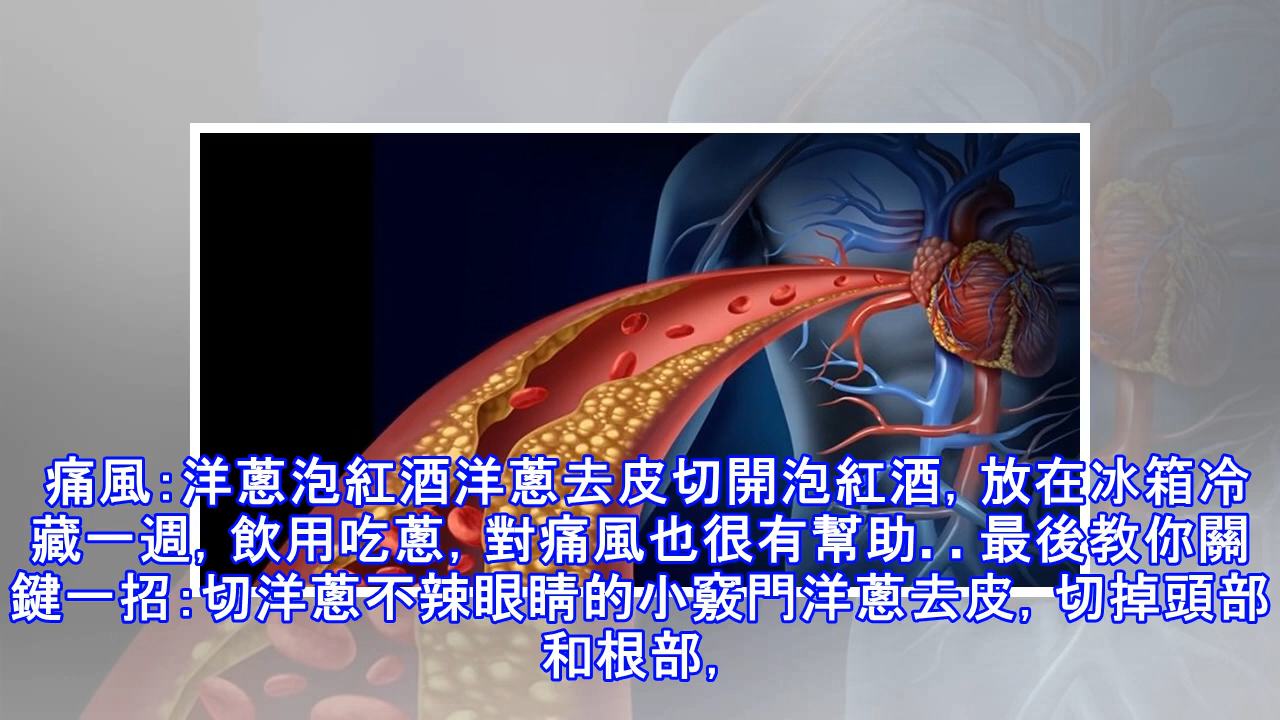 痛風:洋蔥泡紅酒洋蔥去皮切開泡紅酒, 放在冰箱冷
藏一週, 飲用吃蔥, 對痛風也很有幫助..最後教你關
鍵一招:切洋蔥不辣眼睛的小竅門洋蔥去皮, 切掉頭部
和根部,